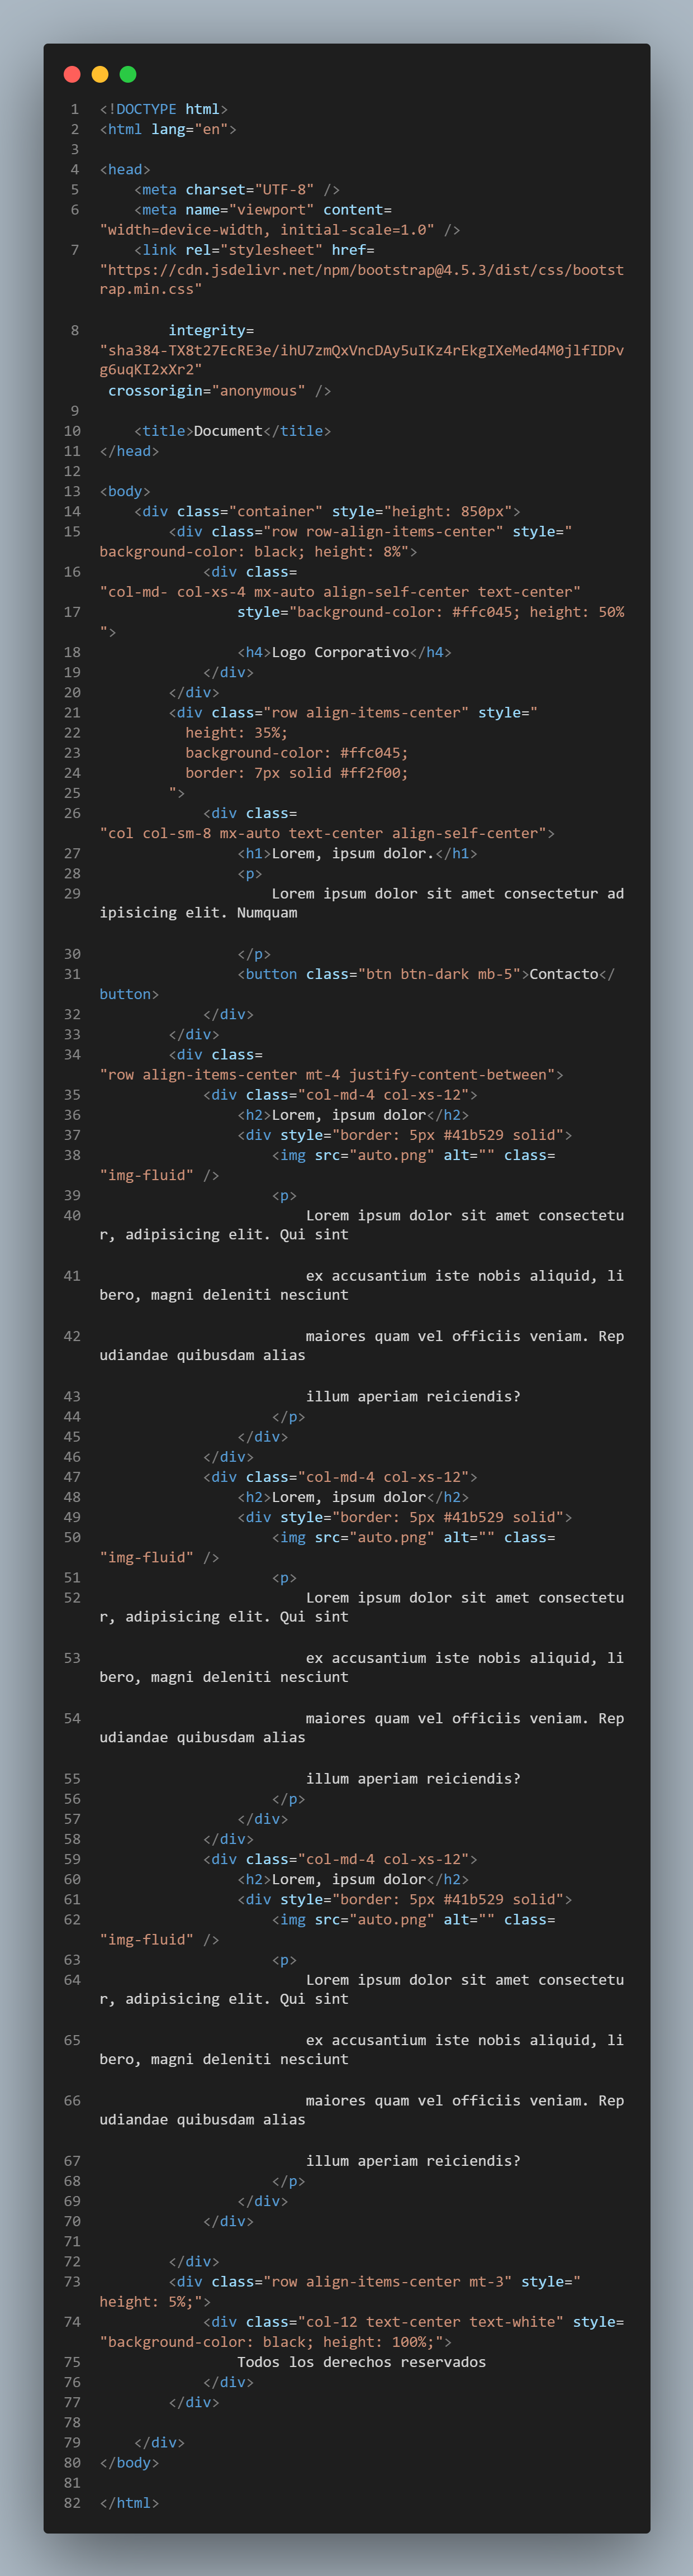 1 <!DOCTYPE html>
2 <html lang="en">
3
4 <head>
5     <meta charset="UTF-8" />
6     <meta name="viewport" content=
"width=device-width, initial-scale=1.0" />
7     <link rel="stylesheet" href=
"https://cdn.jsdelivr.net/npm/bootstrap@4.5.3/dist/css/bootst
rap.min.css"
8         integrity=
"sha384-TX8t27EcRE3e/ihU7zmQxVncDAy5uIKz4rEkgIXeMed4M0jlfIDPv
g6uqKI2xXr2"
 crossorigin="anonymous" />
9
10     <title>Document</title>
11 </head>
12
13 <body>
14     <div class="container" style="height: 850px">
15         <div class="row row-align-items-center" style="
background-color: black; height: 8%">
16             <div class=
"col-md- col-xs-4 mx-auto align-self-center text-center"
17                 style="background-color: #ffc045; height: 50%
">
18                 <h4>Logo Corporativo</h4>
19             </div>
20         </div>
21         <div class="row align-items-center" style="
22           height: 35%;
23           background-color: #ffc045;
24           border: 7px solid #ff2f00;
25         ">
26             <div class=
"col col-sm-8 mx-auto text-center align-self-center">
27                 <h1>Lorem, ipsum dolor.</h1>
28                 <p>
29                     Lorem ipsum dolor sit amet consectetur ad
ipisicing elit. Numquam
30                 </p>
31                 <button class="btn btn-dark mb-5">Contacto</
button>
32             </div>
33         </div>
34         <div class=
"row align-items-center mt-4 justify-content-between">
35             <div class="col-md-4 col-xs-12">
36                 <h2>Lorem, ipsum dolor</h2>
37                 <div style="border: 5px #41b529 solid">
38                     <img src="auto.png" alt="" class=
"img-fluid" />
39                     <p>
40                         Lorem ipsum dolor sit amet consectetu
r, adipisicing elit. Qui sint
41                         ex accusantium iste nobis aliquid, li
bero, magni deleniti nesciunt
42                         maiores quam vel officiis veniam. Rep
udiandae quibusdam alias
43                         illum aperiam reiciendis?
44                     </p>
45                 </div>
46             </div>
47             <div class="col-md-4 col-xs-12">
48                 <h2>Lorem, ipsum dolor</h2>
49                 <div style="border: 5px #41b529 solid">
50                     <img src="auto.png" alt="" class=
"img-fluid" />
51                     <p>
52                         Lorem ipsum dolor sit amet consectetu
r, adipisicing elit. Qui sint
53                         ex accusantium iste nobis aliquid, li
bero, magni deleniti nesciunt
54                         maiores quam vel officiis veniam. Rep
udiandae quibusdam alias
55                         illum aperiam reiciendis?
56                     </p>
57                 </div>
58             </div>
59             <div class="col-md-4 col-xs-12">
60                 <h2>Lorem, ipsum dolor</h2>
61                 <div style="border: 5px #41b529 solid">
62                     <img src="auto.png" alt="" class=
"img-fluid" />
63                     <p>
64                         Lorem ipsum dolor sit amet consectetu
r, adipisicing elit. Qui sint
65                         ex accusantium iste nobis aliquid, li
bero, magni deleniti nesciunt
66                         maiores quam vel officiis veniam. Rep
udiandae quibusdam alias
67                         illum aperiam reiciendis?
68                     </p>
69                 </div>
70             </div>
71
72         </div>
73         <div class="row align-items-center mt-3" style="
height: 5%;">
74             <div class="col-12 text-center text-white" style=
"background-color: black; height: 100%;">
75                 Todos los derechos reservados
76             </div>
77         </div>
78
79     </div>
80 </body>
81
82 </html>